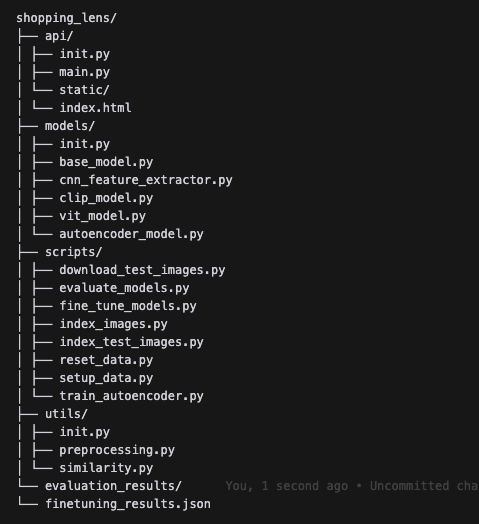 shopping_lens/
├── api/
│ ├── init.py
│ ├── main.py
│ └── static/
│ └── index.html
├── models/
│ ├── init.py
│ ├── base_model.py
│ ├── cnn_feature_extractor.py
│ ├── clip_model.py
│ ├── vit_model.py
│ └── autoencoder_model.py
├── scripts/
│ ├── download_test_images.py
│ ├── evaluate_models.py
│ ├── fine_tune_models.py
│ ├── index_images.py
│ ├── index_test_images.py
│ ├── reset_data.py
│ ├── setup_data.py
│ └── train_autoencoder.py
├── utils/
│ ├── init.py
│ ├── preprocessing.py
│ └── similarity.py
└── evaluation_results/ You, 1 second ago • Uncommitted cha
└── finetuning_results.json